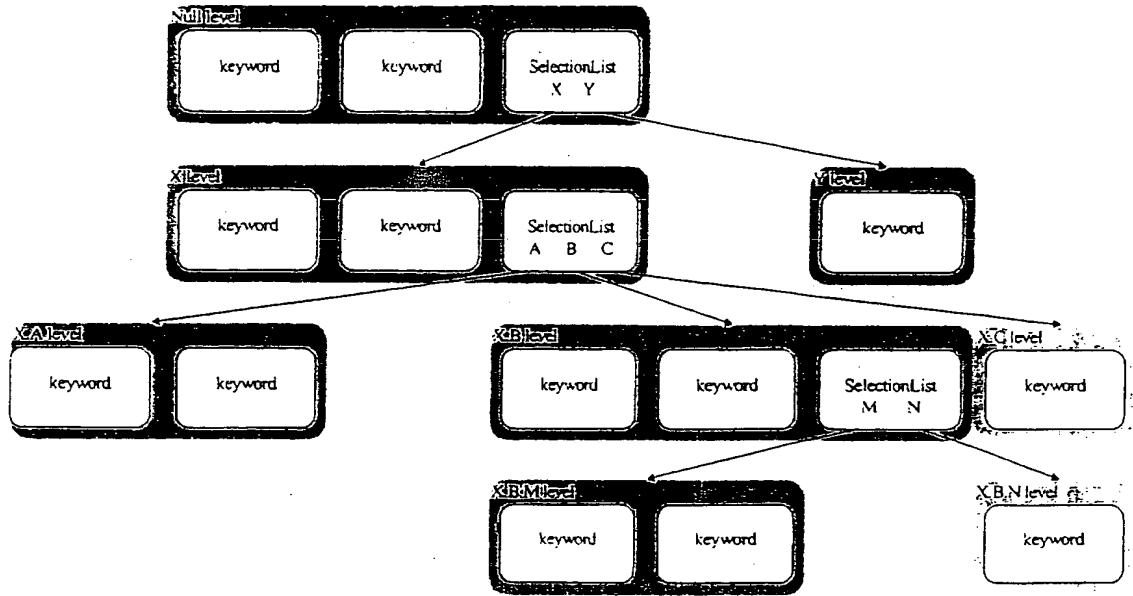 Null level
keyword
keyword
SelectionList
X Y
X level
keyword
keyword
SelectionList
A B C
Y level
keyword
X.A level
keyword
keyword
X.B level
keyword
keyword
SelectionList
M N
X.C level
keyword
X.B.M level
keyword
keyword
X.B.N level
keyword